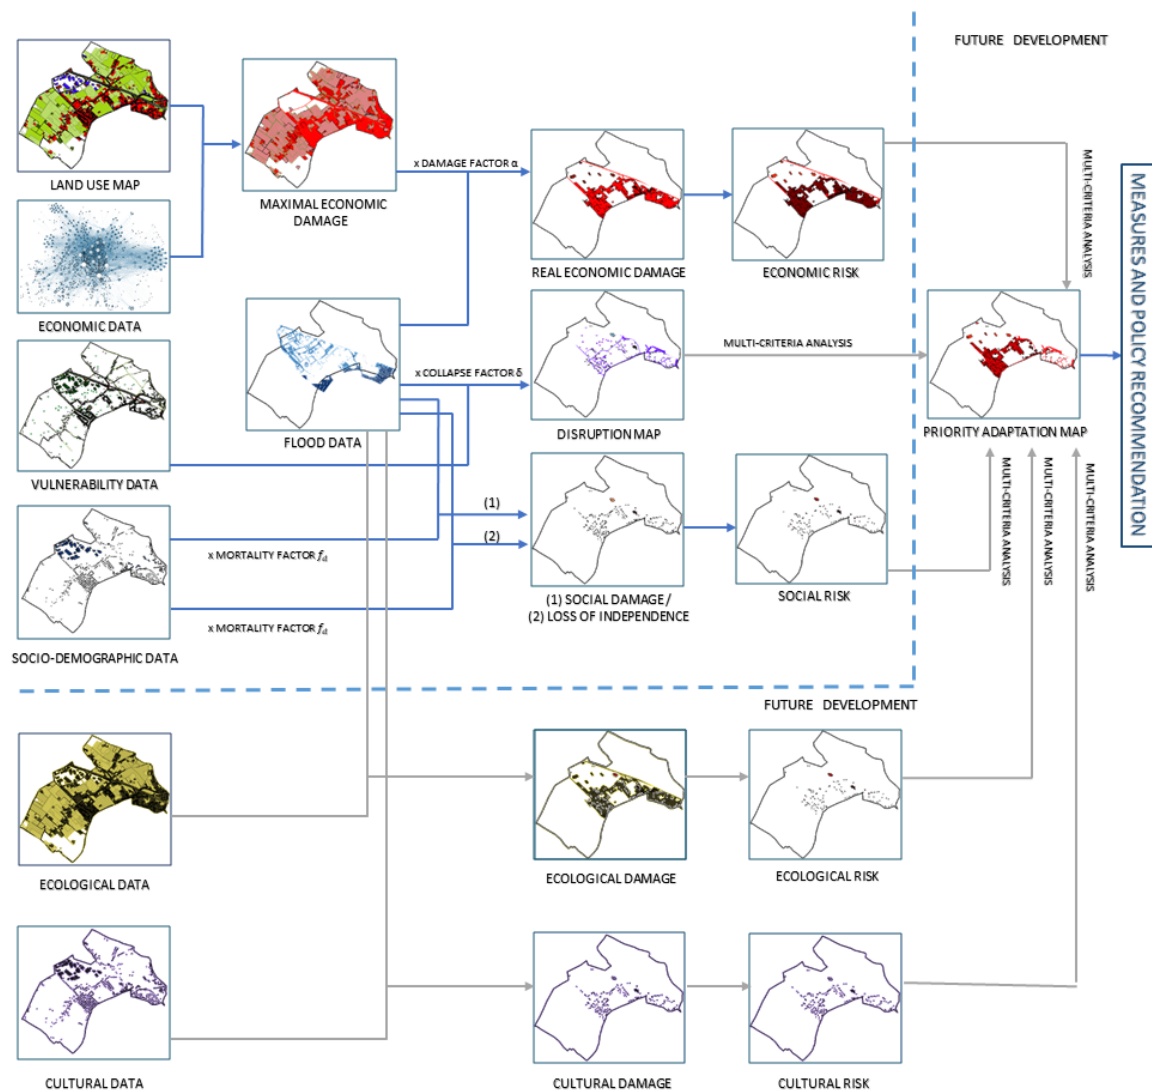 FUTURE DEVELOPMENT
LAND USE MAP
MAXIMAL ECONOMIC
DAMAGE
x DAMAGE FACTOR α
REAL ECONOMIC DAMAGE
ECONOMIC RISK
MULTI-CRITERIA ANALYSIS
MEASURES AND POLICY RECOMMENDATION
ECONOMIC DATA
FLOOD DATA
x COLLAPSE FACTOR δ
DISRUPTION MAP
MULTI-CRITERIA ANALYSIS
PRIORITY ADAPTATION MAP
VULNERABILITY DATA
(1)
(2)
x MORTALITY FACTOR fd
x MORTALITY FACTOR fd
(1) SOCIAL DAMAGE /
(2) LOSS OF INDEPENDENCE
SOCIAL RISK
MULTI-CRITERIA ANALYSIS
MULTI-CRITERIA ANALYSIS
MULTI-CRITERIA ANALYSIS
SOCIO-DEMOGRAPHIC DATA
FUTURE DEVELOPMENT
ECOLOGICAL DATA
ECOLOGICAL DAMAGE
ECOLOGICAL RISK
CULTURAL DATA
CULTURAL DAMAGE
CULTURAL RISK